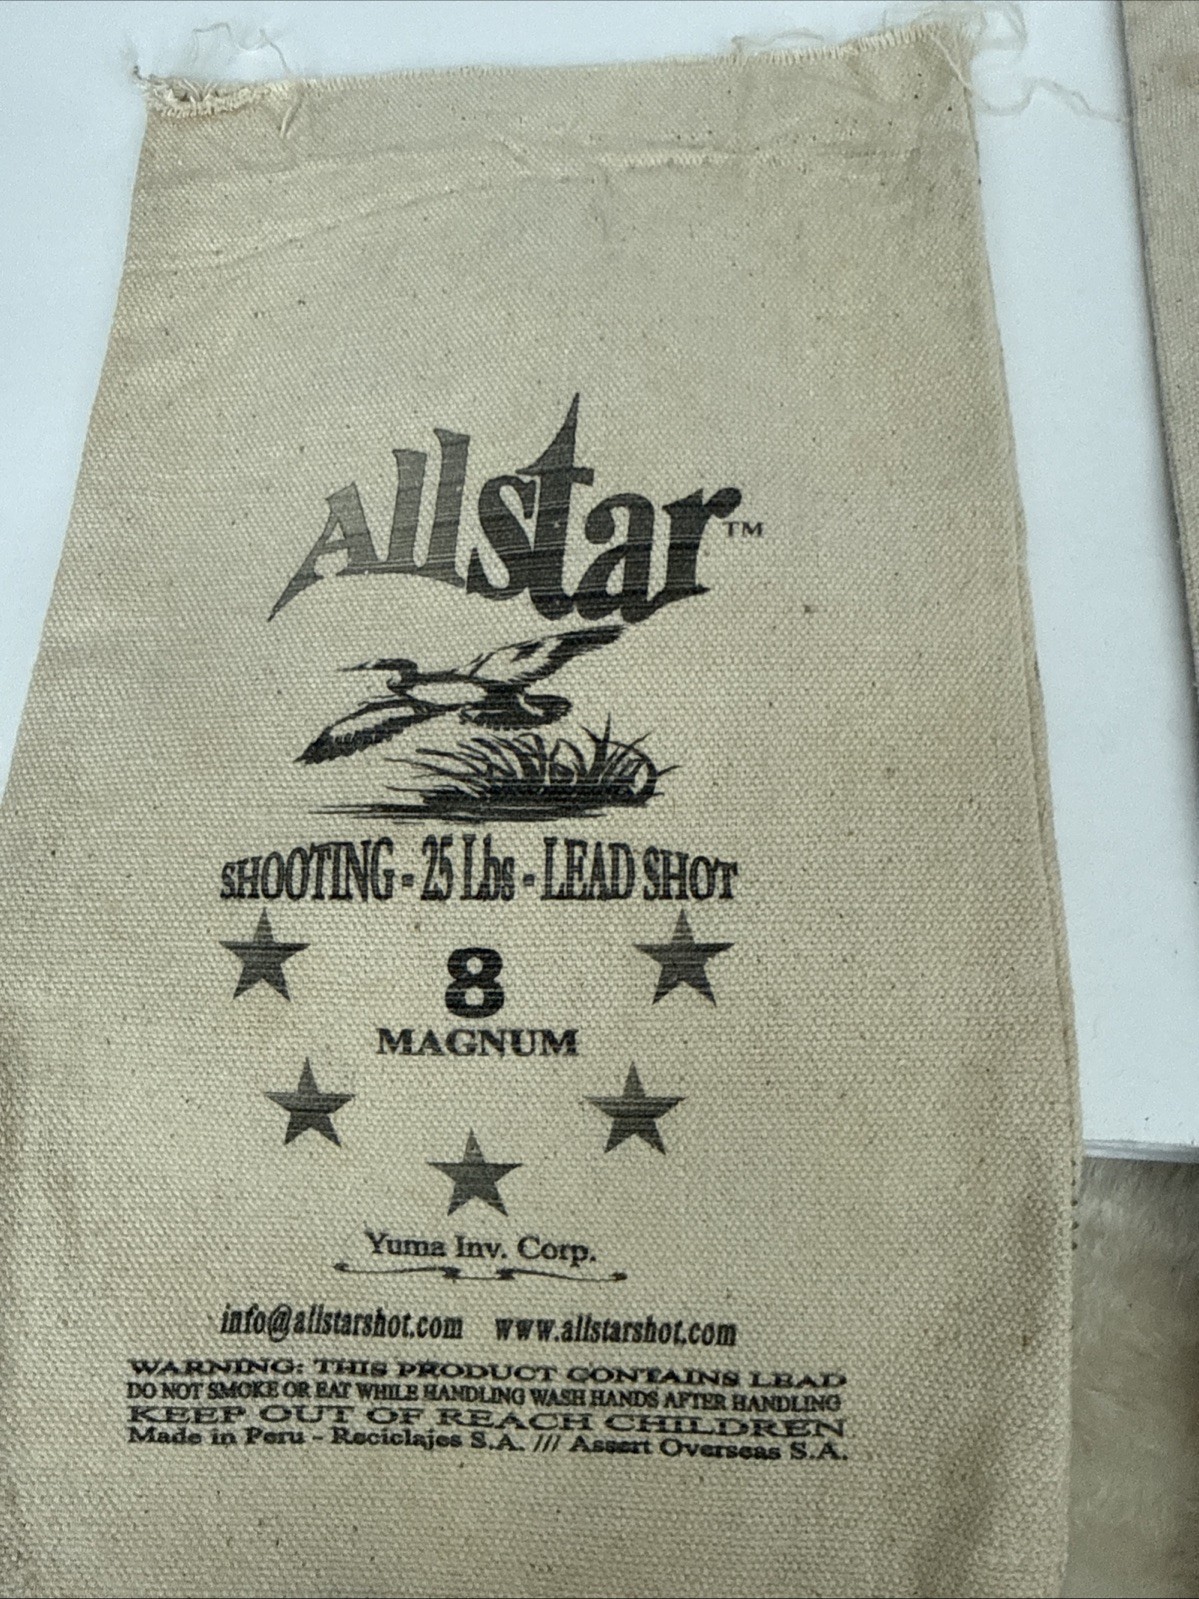 Allstar™
SHOOTING - 25 Lbs - LEAD SHOT
8
MAGNUM
Yuma Inv. Corp.
info@allstarshot.com www.allstarshot.com
WARNING: THIS PRODUCT CONTAINS LEAD
DO NOT SMOKE OR EAT WHILE HANDLING WASH HANDS AFTER HANDLING
KEEP OUT OF REACH CHILDREN
Made in Peru - Reciclajes S.A. /// Assert Overseas S.A.